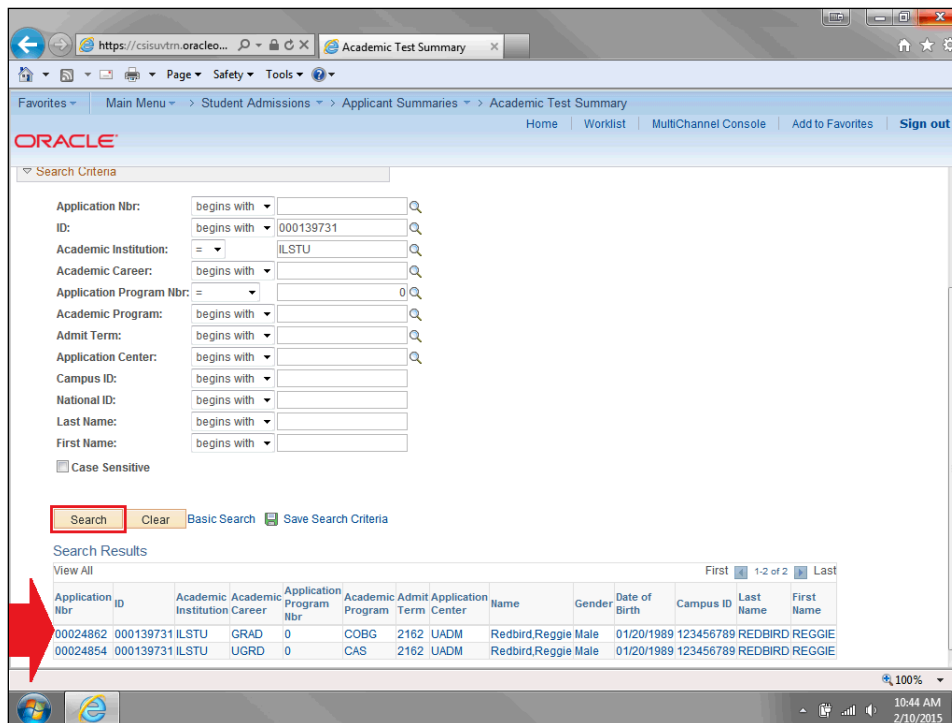 https://csisuvtrn.oracleo... Academic Test Summary
Page Safety Tools
Favorites Main Menu > Student Admissions > Applicant Summaries > Academic Test Summary
Home Worklist MultiChannel Console Add to Favorites Sign out
ORACLE
Search Criteria
Application Nbr: begins with
ID: begins with 000139731
Academic Institution: = ILSTU
Academic Career: begins with
Application Program Nbr: = 0
Academic Program: begins with
Admit Term: begins with
Application Center: begins with
Campus ID: begins with
National ID: begins with
Last Name: begins with
First Name: begins with
Case Sensitive
Search Clear Basic Search Save Search Criteria
Search Results
View All First 1-2 of 2 Last
Application Nbr ID Academic Institution Academic Career Application Program Nbr Academic Program Admit Term Application Center Name Gender Date of Birth Campus ID Last Name First Name
00024862 000139731 ILSTU GRAD 0 COBG 2162 UADM Redbird,Reggie Male 01/20/1989 123456789 REDBIRD REGGIE
00024854 000139731 ILSTU UGRD 0 CAS 2162 UADM Redbird,Reggie Male 01/20/1989 123456789 REDBIRD REGGIE
100%
10:44 AM
2/10/2015